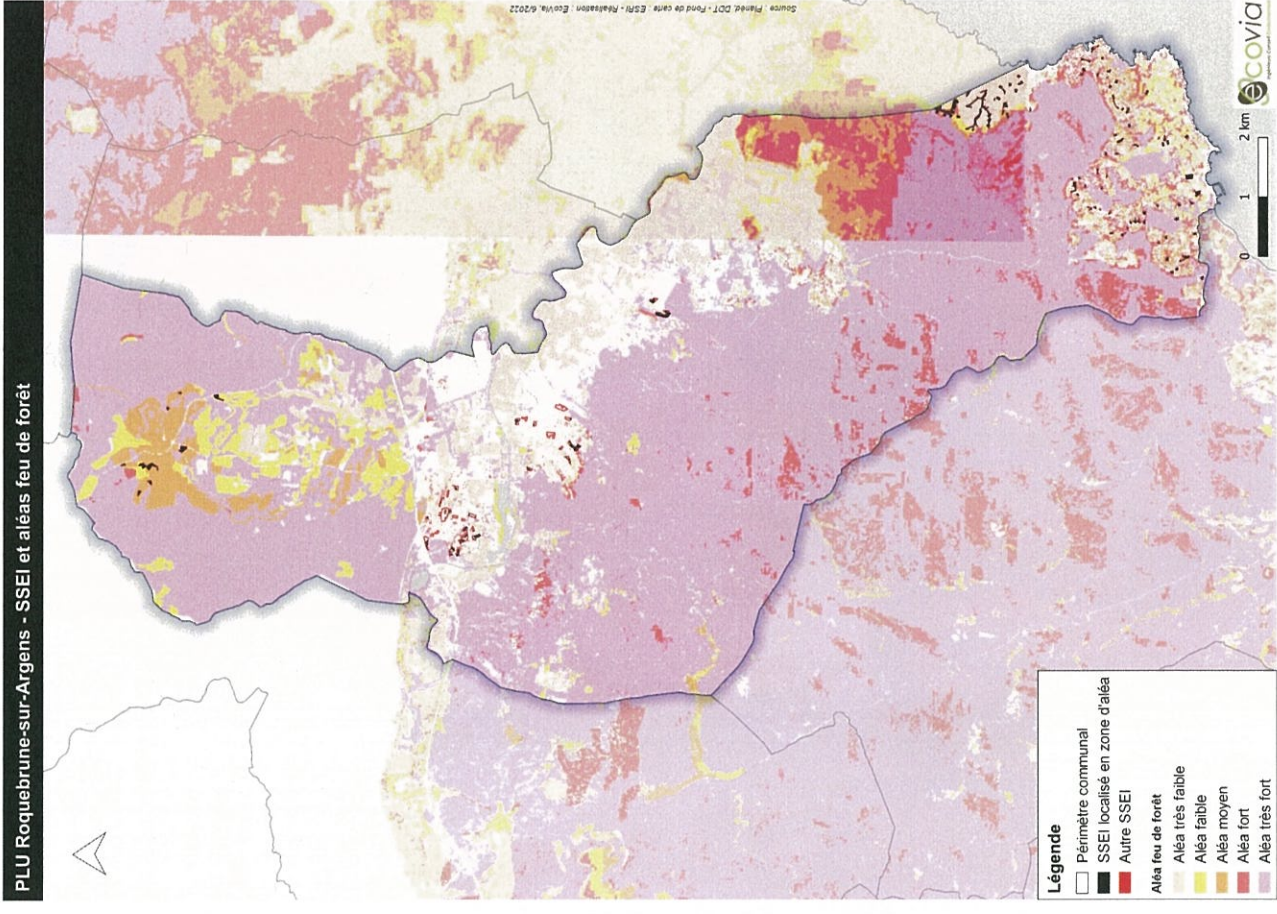 PLU Roquebrune-sur-Argens - SSEI et aléas feu de forêt
Légende
Périmètre communal
SSEI localisé en zone d'aléa
Autre SSEI
Aléa feu de forêt
Aléa très faible
Aléa faible
Aléa moyen
Aléa fort
Aléa très fort
0 1 2 km
écovia
Source : Planèd, DDT - Fond de carte : ESRI - Réalisation : EcoVia, 6/2022